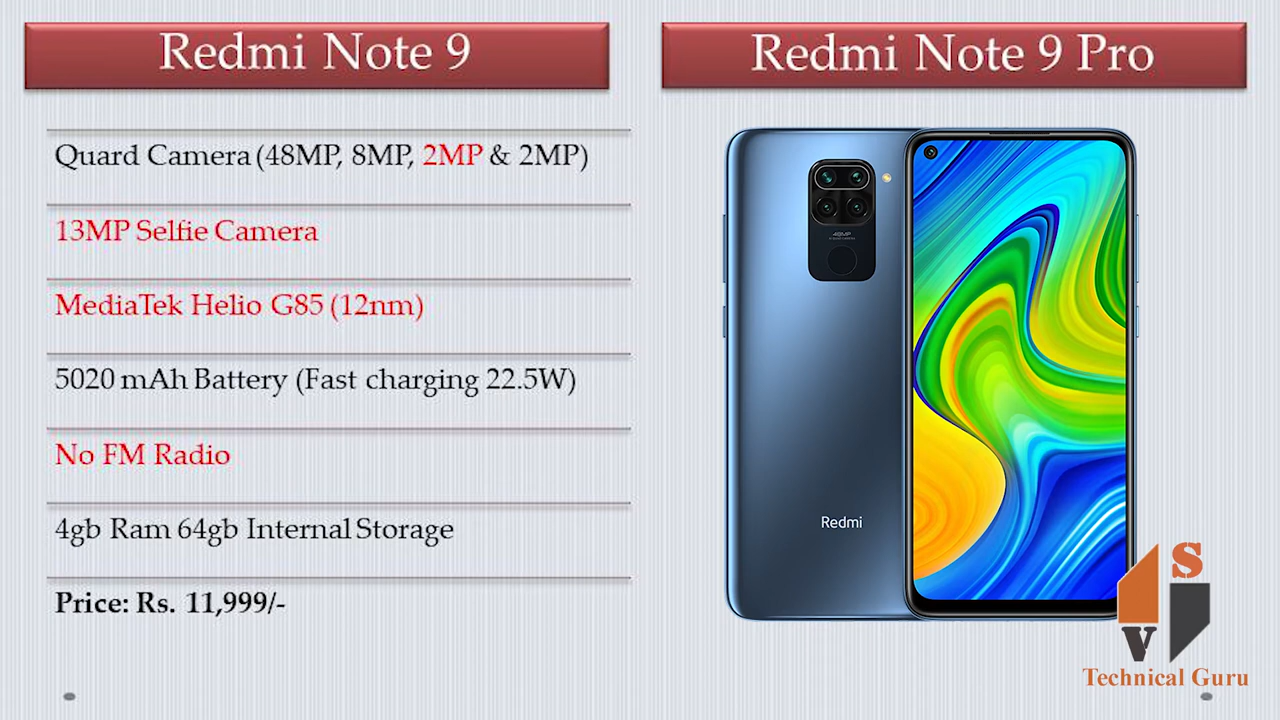 Redmi Note 9
Redmi Note 9 Pro
Quard Camera (48MP, 8MP, 2MP & 2MP)
13MP Selfie Camera
MediaTek Helio G85 (12nm)
5020 mAh Battery (Fast charging 22.5W)
No FM Radio
4gb Ram 64gb Internal Storage
Price: Rs. 11,999/-
48MP
Redmi
S
V
Technical Guru